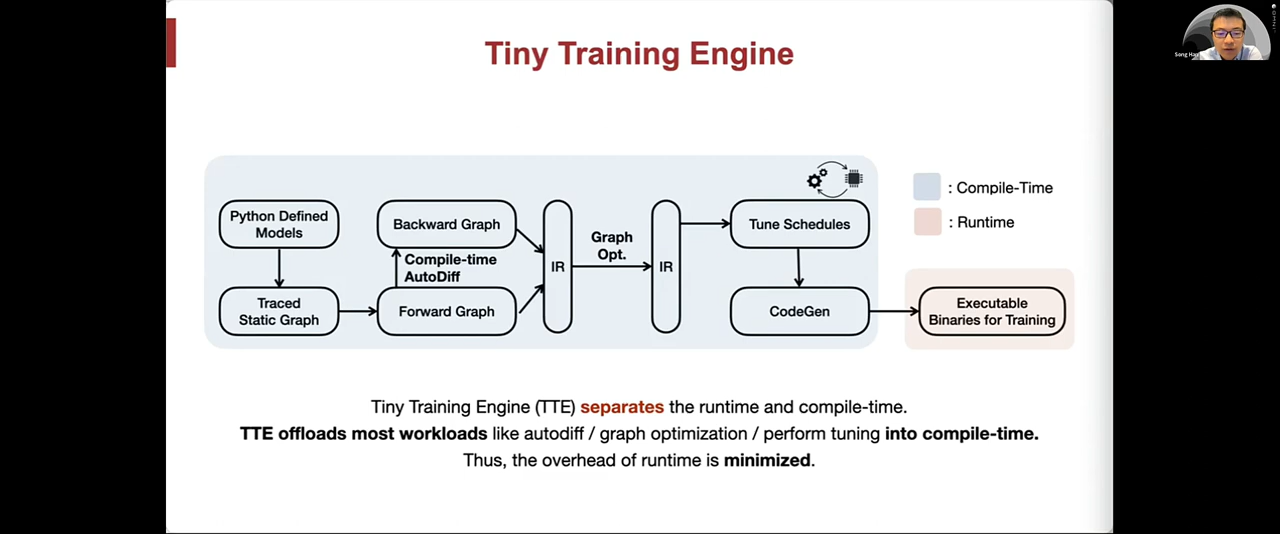 Tiny Training Engine
Song Han
Python Defined
Models
Backward Graph
Compile-time
AutoDiff
Traced
Static Graph
Forward Graph
IR
Graph
Opt.
IR
Tune Schedules
CodeGen
Executable
Binaries for Training
: Compile-Time
: Runtime
Tiny Training Engine (TTE) separates the runtime and compile-time.
TTE offloads most workloads like autodiff / graph optimization / perform tuning into compile-time.
Thus, the overhead of runtime is minimized.